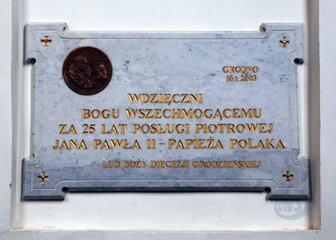 GRODNO
16.X.2003
WDZIĘCZNI
BOGU WSZECHMOGĄCEMU
ZA 25 LAT POSŁUGI PIOTROWEJ
JANA PAWŁA II - PAPIEŻA POLAKA
LUD BOŻY DIECEZJI GRODZIEŃSKIEJ